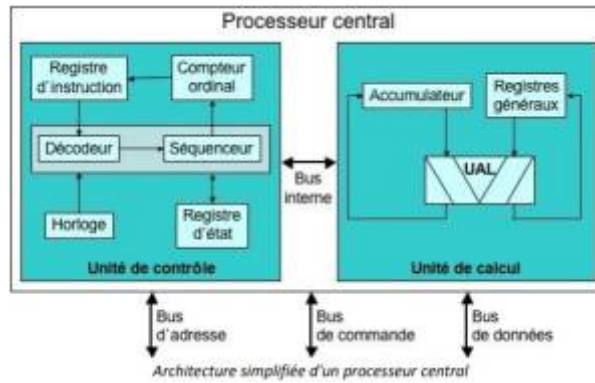 Processeur central
Registre
d'instruction
Compteur
ordinal
Décodeur
Séquenceur
Horloge
Registre
d'état
Unité de contrôle
Bus
interne
Accumulateur
Registres
généraux
UAL
Unité de calcul
Bus
d'adresse
Bus
de commande
Bus
de données
Architecture simplifiée d'un processeur central